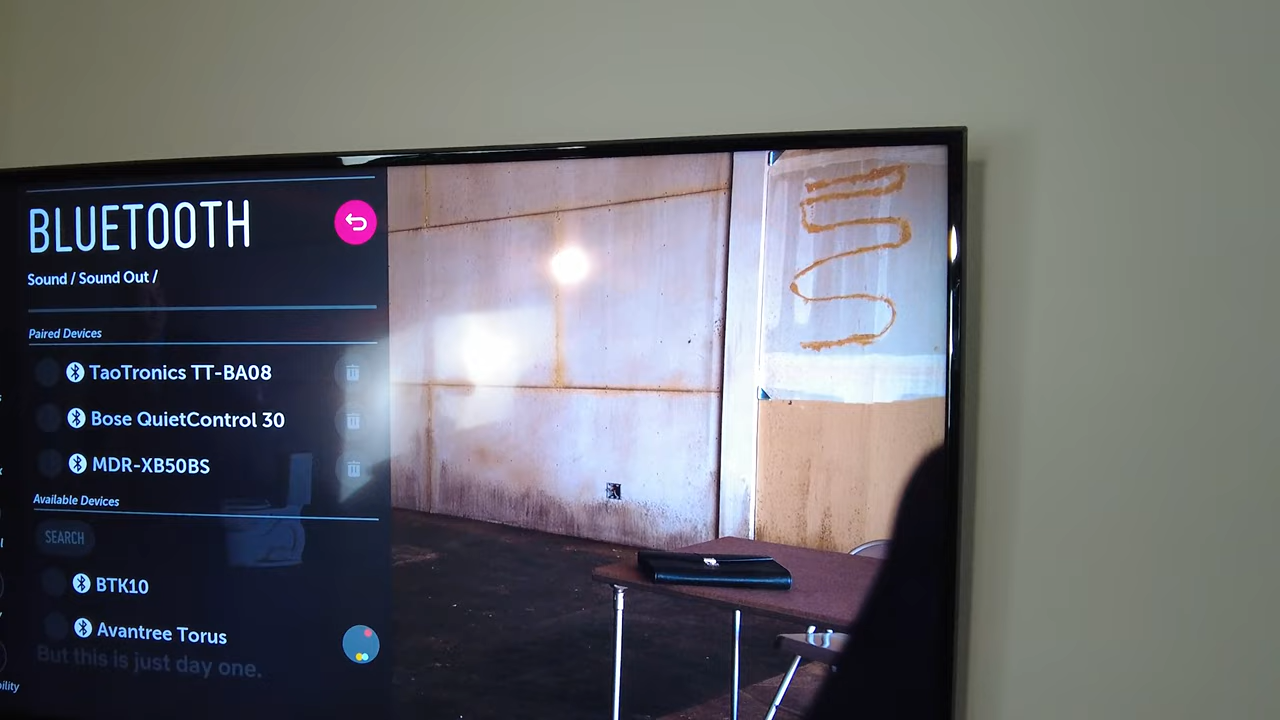 BLUETOOTH
Sound / Sound Out /
Paired Devices
TaoTronics TT-BA08
Bose QuietControl 30
MDR-XB50BS
Available Devices
SEARCH
BTK10
Avantree Torus
But this is just day one.